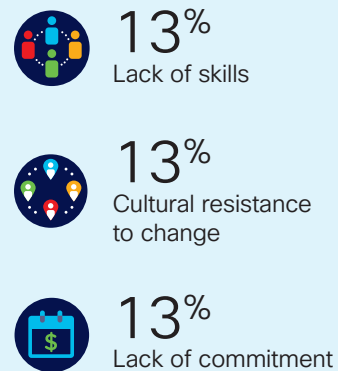 13%
Lack of skills
13%
Cultural resistance
to change
13%
Lack of commitment
$